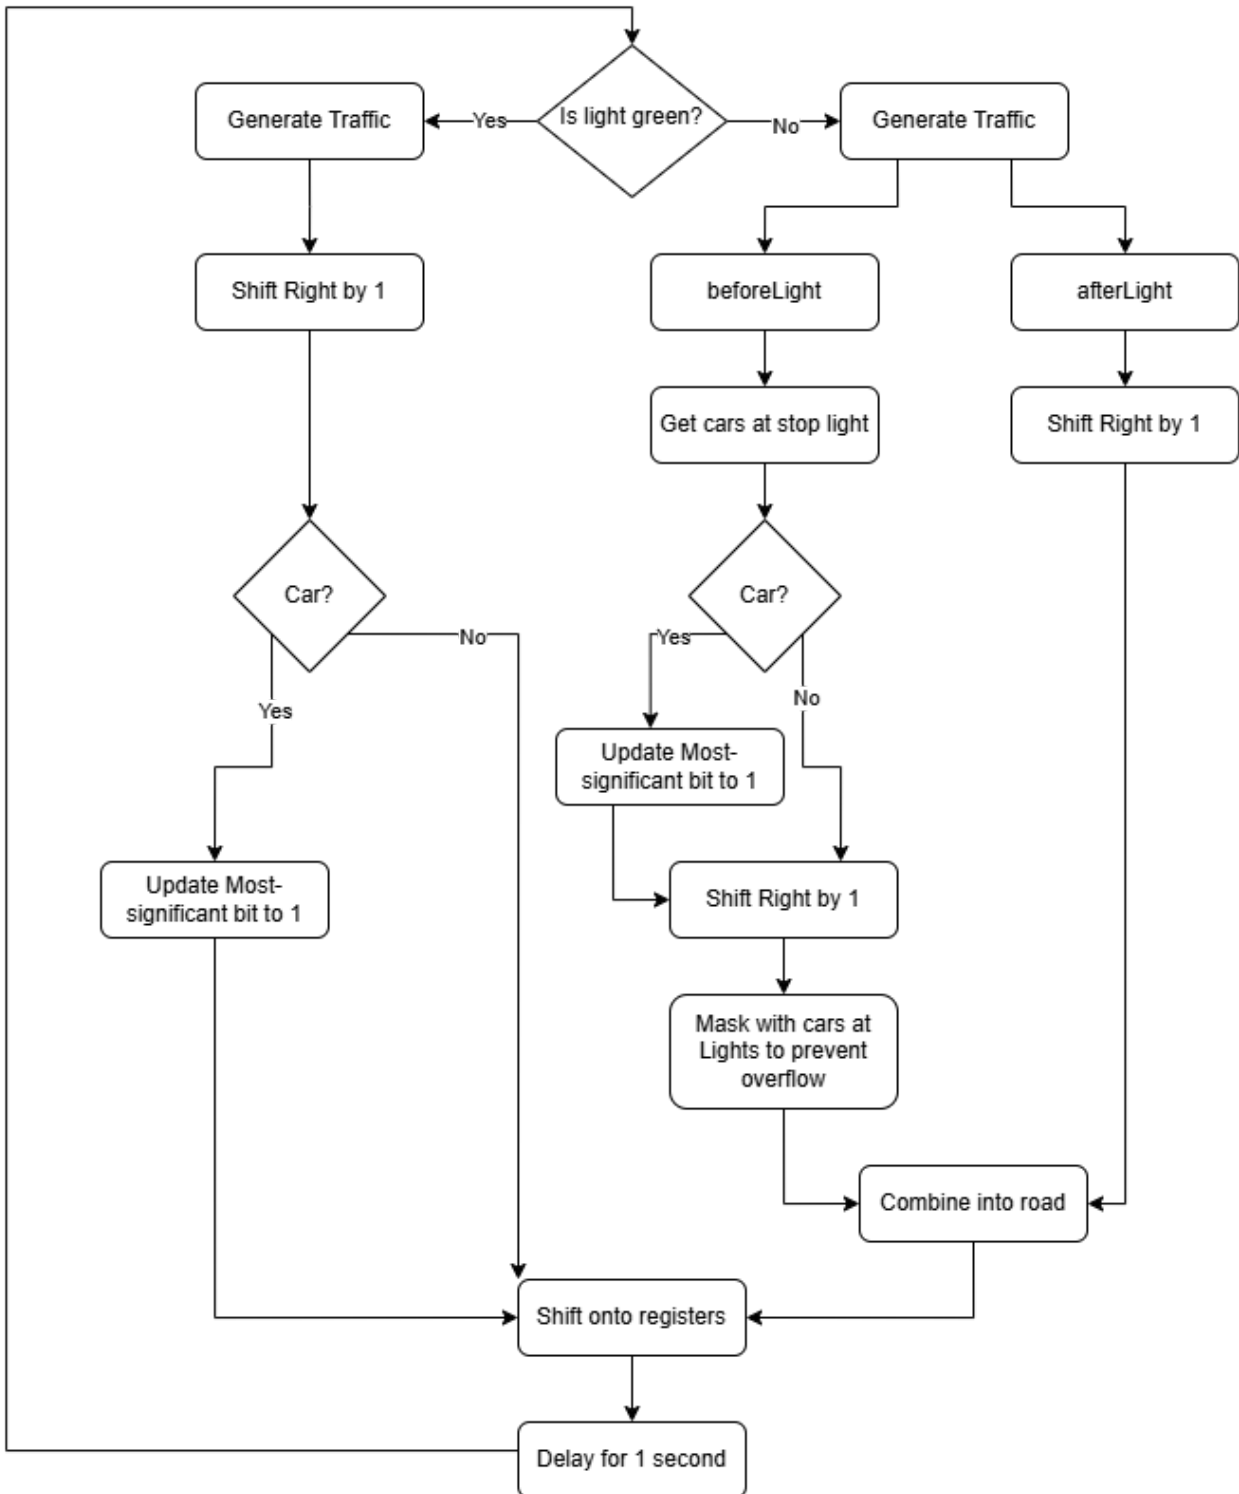 Is light green?
Yes
No
Generate Traffic
Generate Traffic
Shift Right by 1
beforeLight
afterLight
Get cars at stop light
Shift Right by 1
Car?
Car?
No
Yes
Yes
No
Update Most-
significant bit to 1
Update Most-
significant bit to 1
Shift Right by 1
Mask with cars at
Lights to prevent
overflow
Combine into road
Shift onto registers
Delay for 1 second